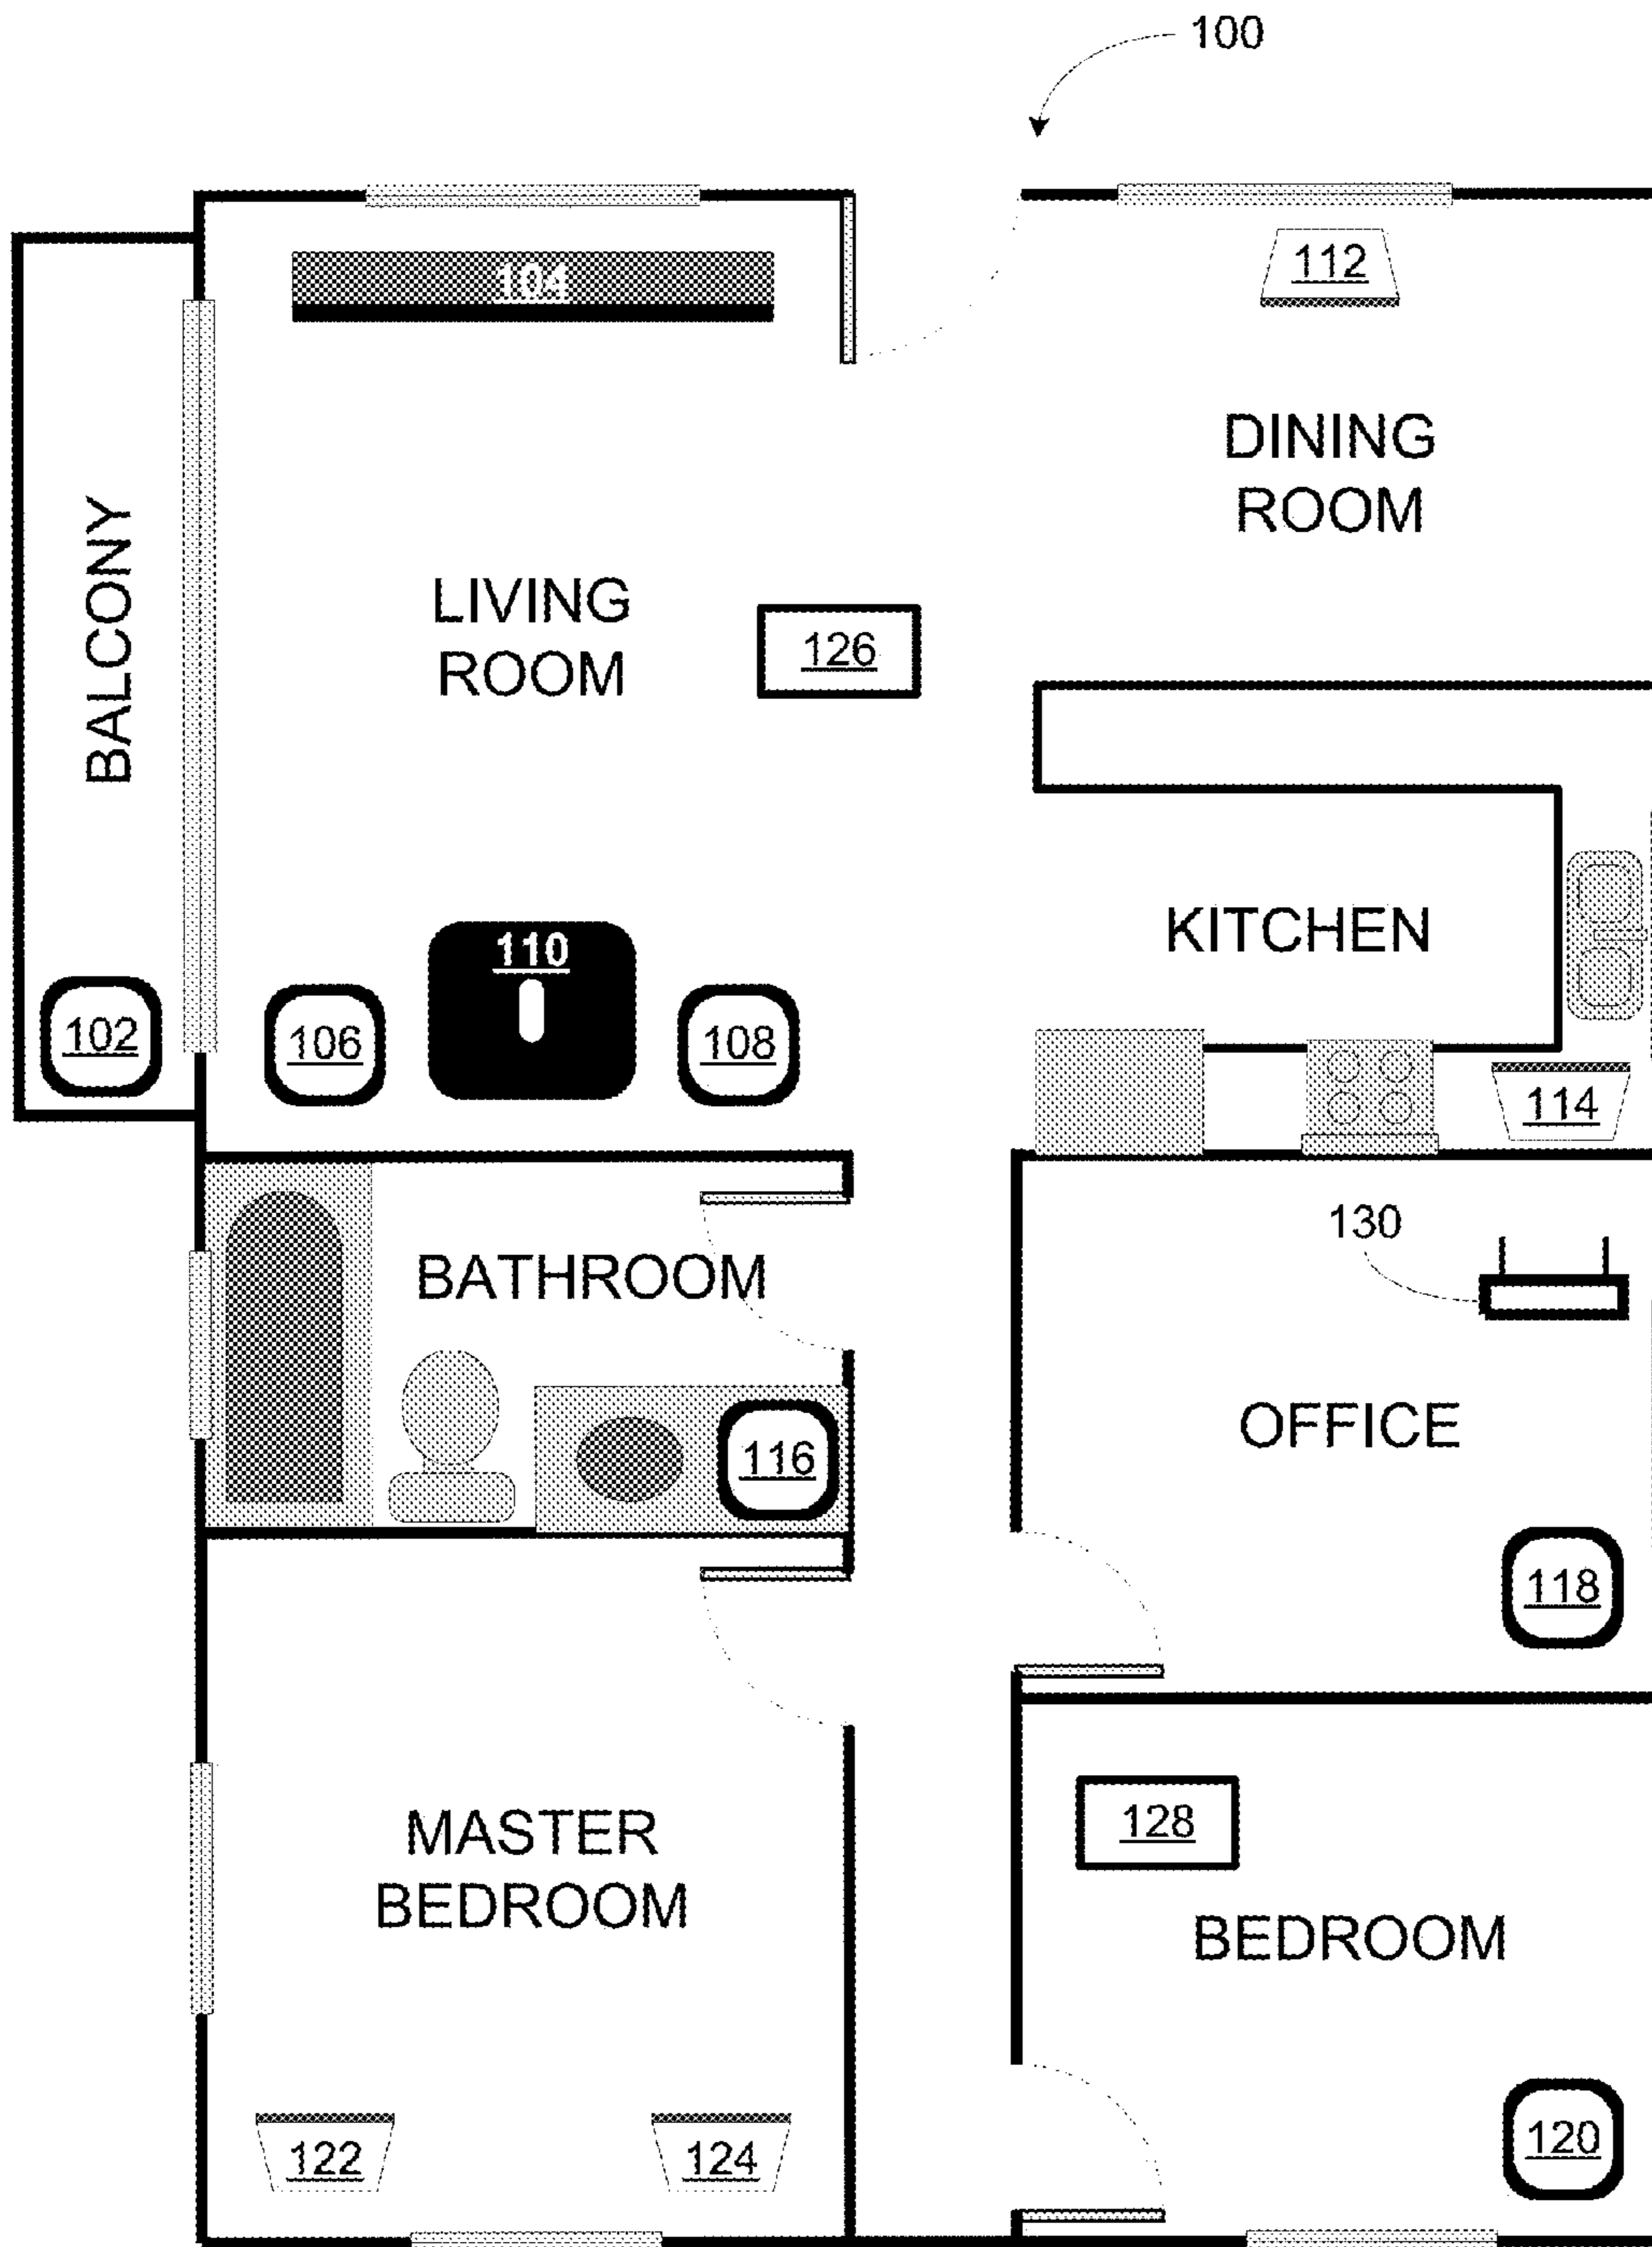 100
104
112
DINING
ROOM
BALCONY
LIVING
ROOM
126
KITCHEN
110
102
106
108
114
130
BATHROOM
OFFICE
116
118
MASTER
BEDROOM
128
BEDROOM
122
124
120